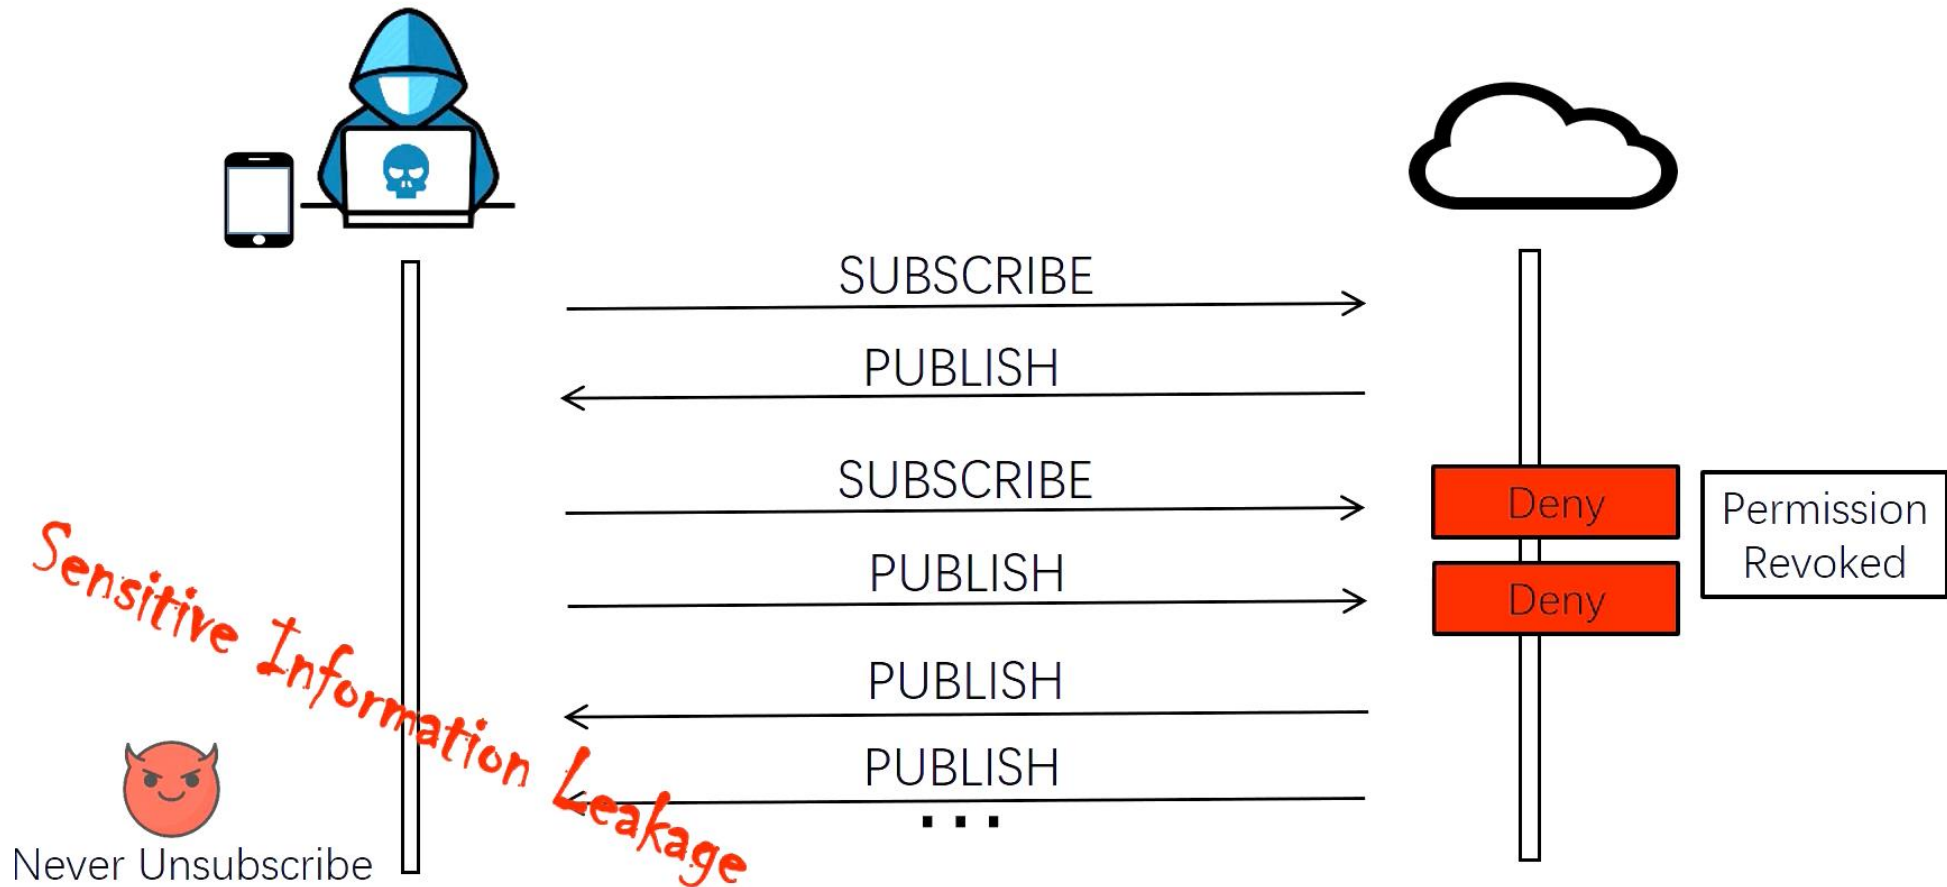 SUBSCRIBE
PUBLISH
SUBSCRIBE
Deny
Permission
Revoked
PUBLISH
Deny
PUBLISH
PUBLISH
...
Sensitive Information Leakage
Never Unsubscribe